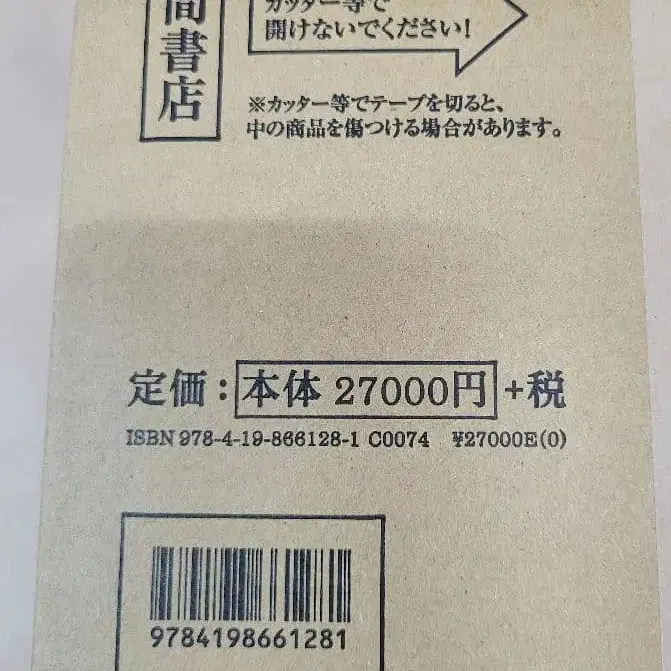 間書店
カッター等で
開けないでください!
※カッター等でテープを切ると、
中の商品を傷つける場合があります。
定価:本体 27000円+税
ISBN 978-4-19-866128-1 C0074 ¥27000E(0)
9784198661281